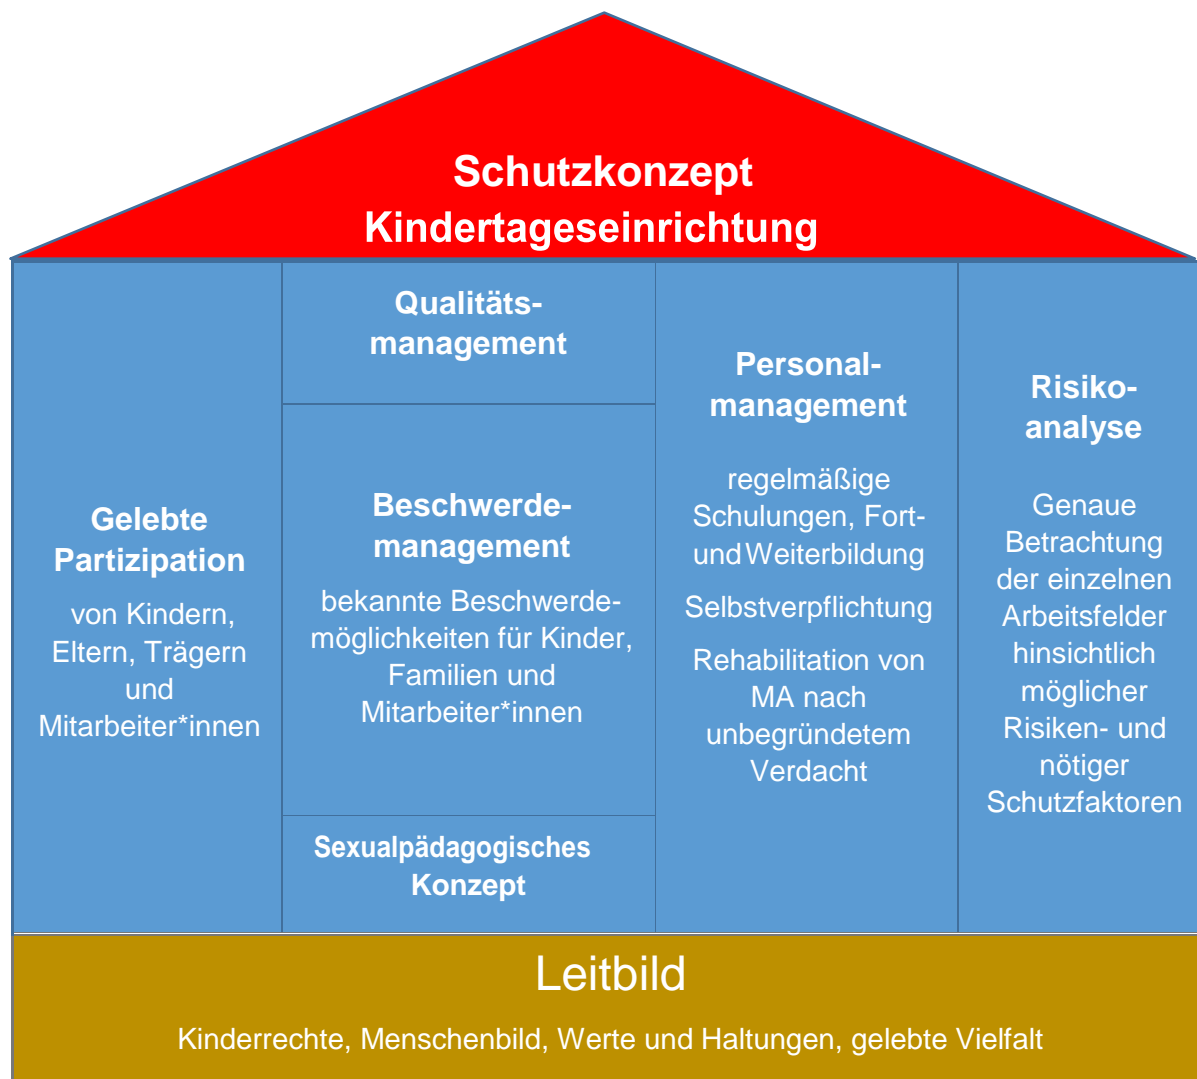 Schutzkonzept
Kindertageseinrichtung
Gelebte
Partizipation
von Kindern,
Eltern, Trägern
und
Mitarbeiter*innen
Qualitäts-
management
Beschwerde-
management
bekannte Beschwerde-
möglichkeiten für Kinder,
Familien und
Mitarbeiter*innen
Sexualpädagogisches
Konzept
Personal-
management
regelmäßige
Schulungen, Fort-
und Weiterbildung
Selbstverpflichtung
Rehabilitation von
MA nach
unbegründetem
Verdacht
Risiko-
analyse
Genaue
Betrachtung
der einzelnen
Arbeitsfelder
hinsichtlich
möglicher
Risiken- und
nötiger
Schutzfaktoren
Leitbild
Kinderrechte, Menschenbild, Werte und Haltungen, gelebte Vielfalt